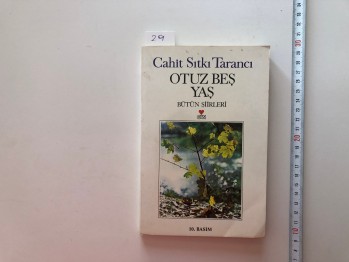 29
Cahit Sıtkı Tarancı
OTUZ BEŞ
YAŞ
BÜTÜN ŞİİRLERİ
10. BASIM